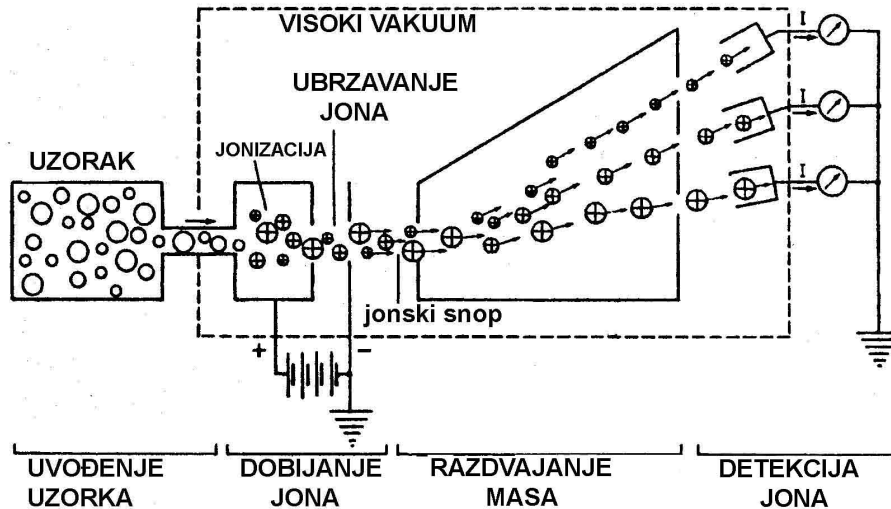 VISOKI VAKUUM
UBRZAVANJE
JONA
JONIZACIJA
UZORAK
I
I
I
jonski snop
+ −
UVOĐENJE
UZORKA
DOBIJANJE
JONA
RAZDVAJANJE
MASA
DETEKCIJA
JONA